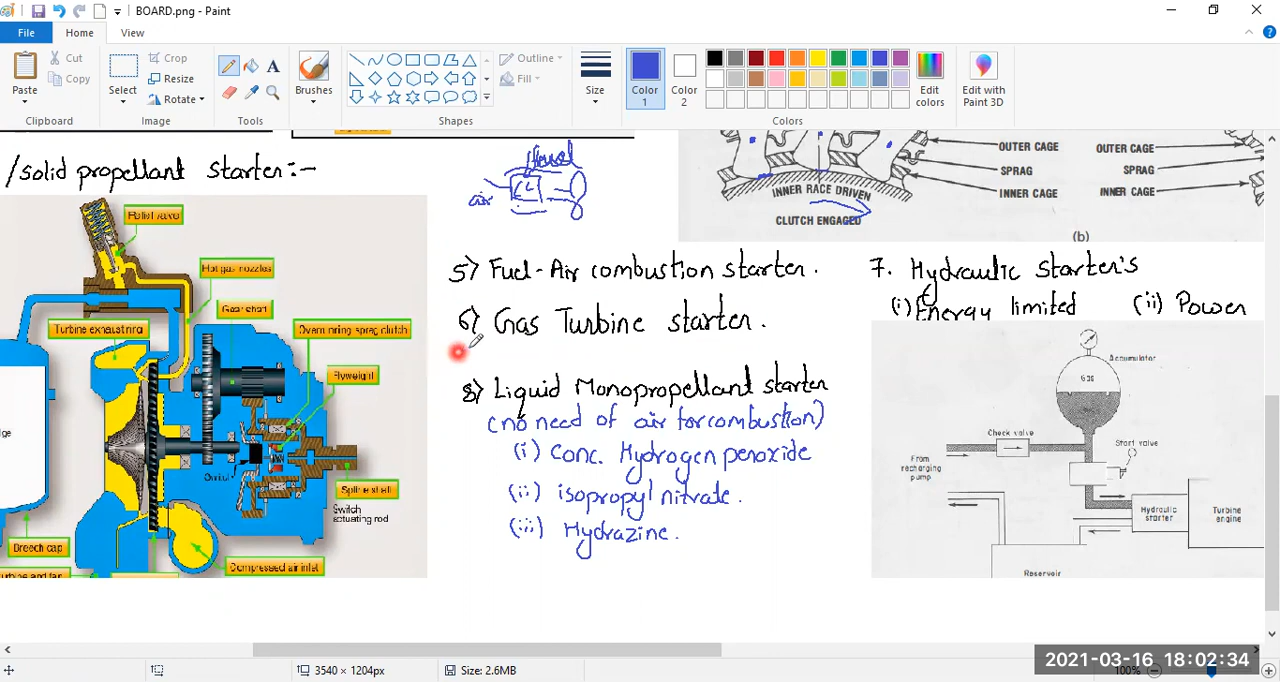 BOARD.png - Paint
File
Home
View
Paste
Cut
Copy
Clipboard
Select
Crop
Resize
Rotate
Image
A
Tools
Brushes
Shapes
Outline
Fill
Size
Color 1
Color 2
Edit colors
Edit with Paint 3D
Colors
/solid propellant starter:-
fuel
air
INNER RACE DRIVEN
CLUTCH ENGAGED
OUTER CAGE
SPRAG
INNER CAGE
OUTER CAGE
SPRAG
INNER CAGE
(b)
Relief valve
Hot gas nozzles
Gear shaft
Turbine exhaust ring
Overrunning sprag clutch
Flyweight
Spline shaft
Switch actuating rod
Breech cap
Turbine and fan
Compressed air inlet
5) Fuel-Air combustion starter.
6) Gas Turbine starter.
8) Liquid Monopropellant starter
(no need of air for combustion)
(i) Conc. Hydrogen peroxide
(ii) isopropyl nitrate.
(iii) Hydrazine.
7. Hydraulic starter's
(i) Energy limited (ii) Power
Accumulator
Gas
Check valve
Start valve
From recharging pump
Hydraulic starter
Turbine engine
Reservoir
3540 × 1204px
Size: 2.6MB
100%
2021-03-16 18:02:34